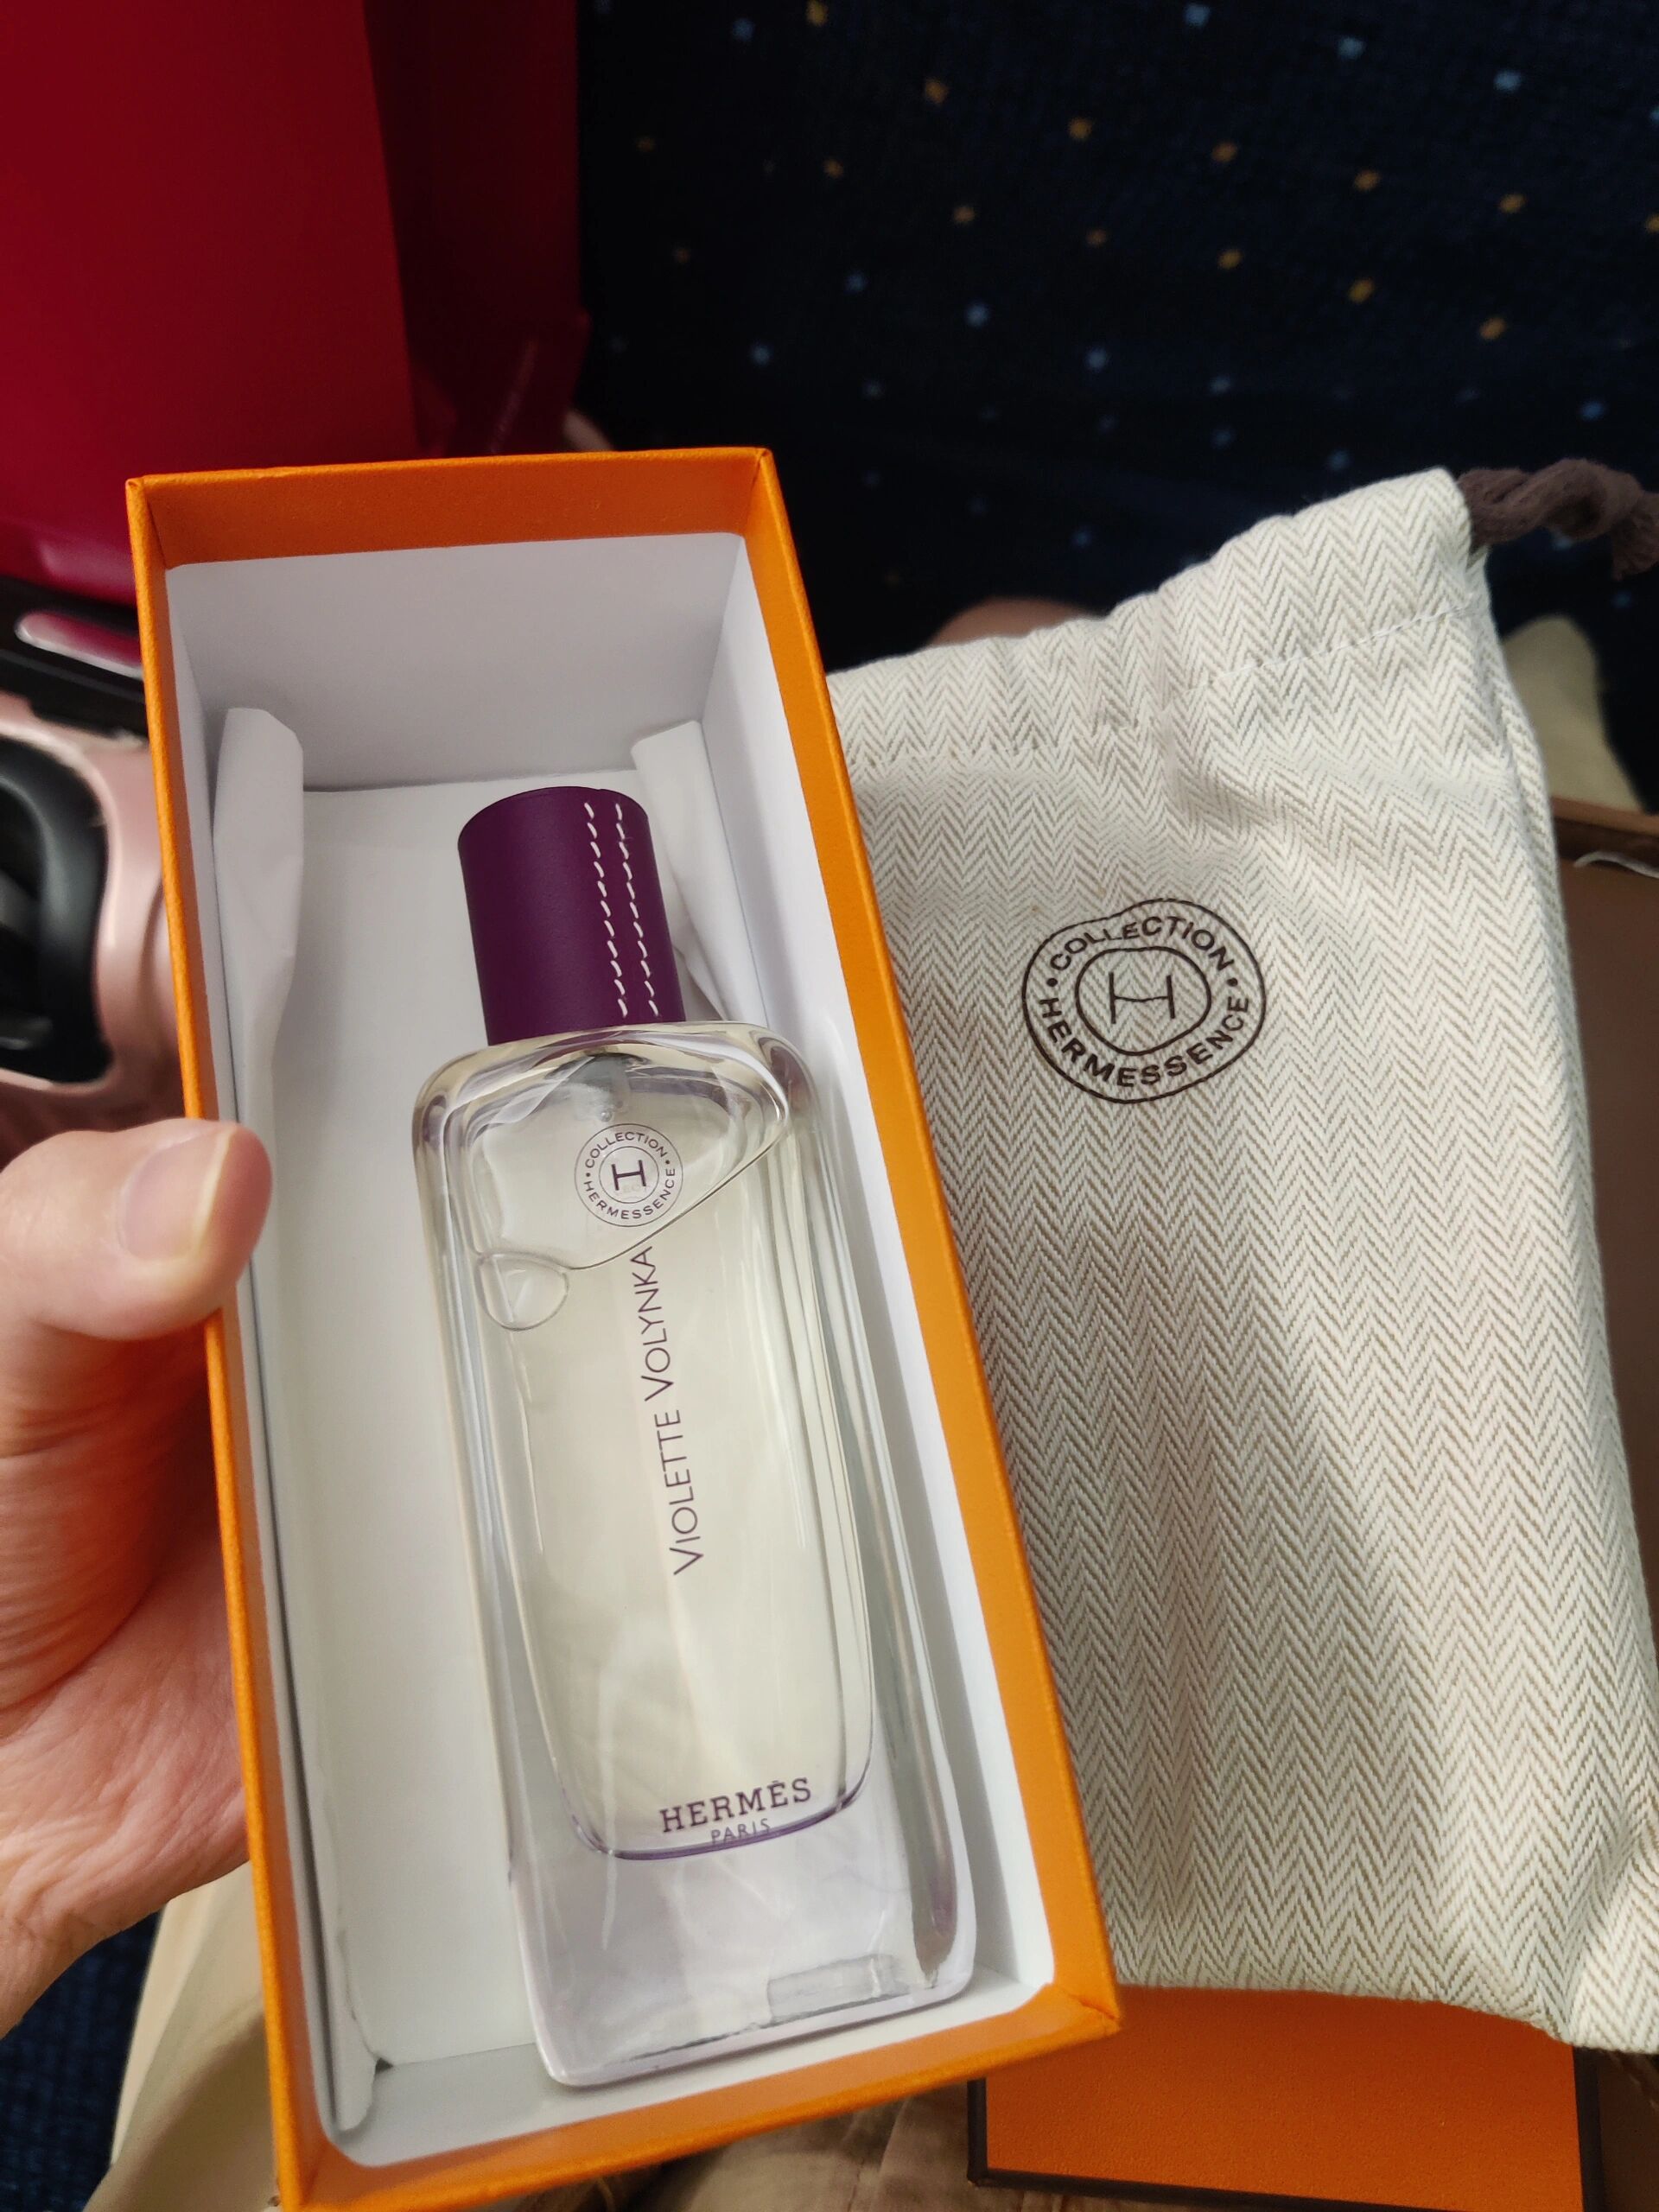 COLLECTION
H
HERMESSENCE
VIOLETTE VOLYNKA
HERMÈS
PARIS
COLLECTION
H
HERMESSENCE